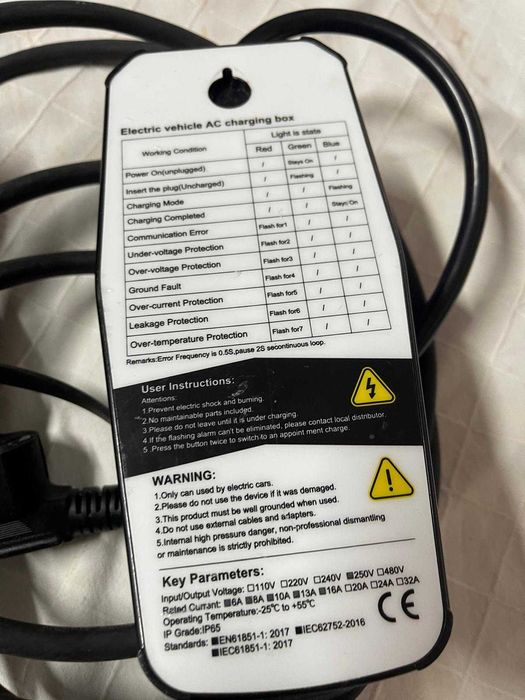 Electric vehicle AC charging box
Working Condition Light is state
Red Green Blue
Power On(unplugged) / Stays On /
Insert the plug(Uncharged) / Flashing /
Charging Mode / / Flashing
Charging Completed / / Stays On
Communication Error Flash for1 / /
Under-voltage Protection Flash for2 / /
Over-voltage Protection Flash for3 / /
Ground Fault Flash for4 / /
Over-current Protection Flash for5 / /
Leakage Protection Flash for6 / /
Over-temperature Protection Flash for7 / /
Remarks:Error Frequency is 0.5S,pause 2S secontinuous loop.
User Instructions:
Attentions:
1.Prevent electric shock and burning.
2.No maintainable parts included.
3.Please do not leave until it is under charging.
4.If the flashing alarm can't be eliminated, please contact local distributor.
5.Press the button twice to switch to an appoint ment charge.
WARNING:
1.Only can used by electric cars.
2.Please do not use the device if it was damaged.
3.This product must be well grounded when used.
4.Do not use external cables and adapters.
5.Internal high pressure danger, non-professional dismantling
or maintenance is strictly prohibited.
Key Parameters:
Input/Output Voltage: □110V □220V □240V ■250V □480V
Rated Currant: ■6A ■8A ■10A ■13A ■16A □20A □24A □32A
Operating Temperature:-25℃ to +55℃
IP Grade:IP65
Standards: ■EN61851-1: 2017 ■IEC62752-2016
■IEC61851-1: 2017
CE